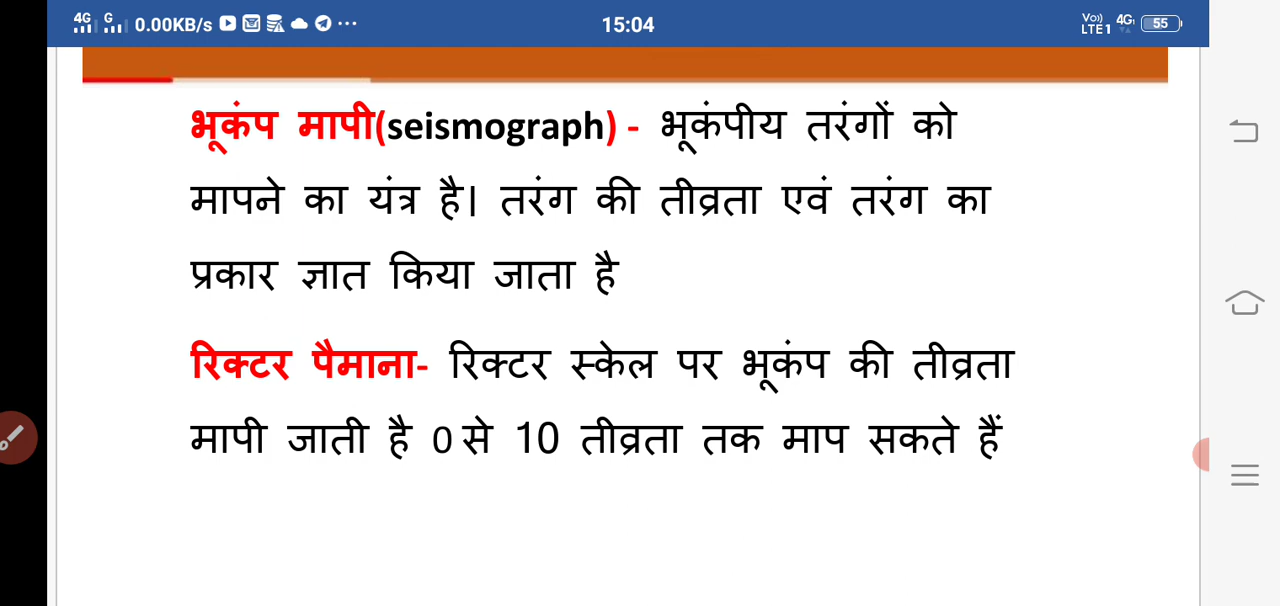 4G G 0.00KB/s 15:04 Vo) LTE1 4G 55
भूकंप मापी(seismograph) - भूकंपीय तरंगों को
मापने का यंत्र है। तरंग की तीव्रता एवं तरंग का
प्रकार ज्ञात किया जाता है
रिक्टर पैमाना- रिक्टर स्केल पर भूकंप की तीव्रता
मापी जाती है 0 से 10 तीव्रता तक माप सकते हैं